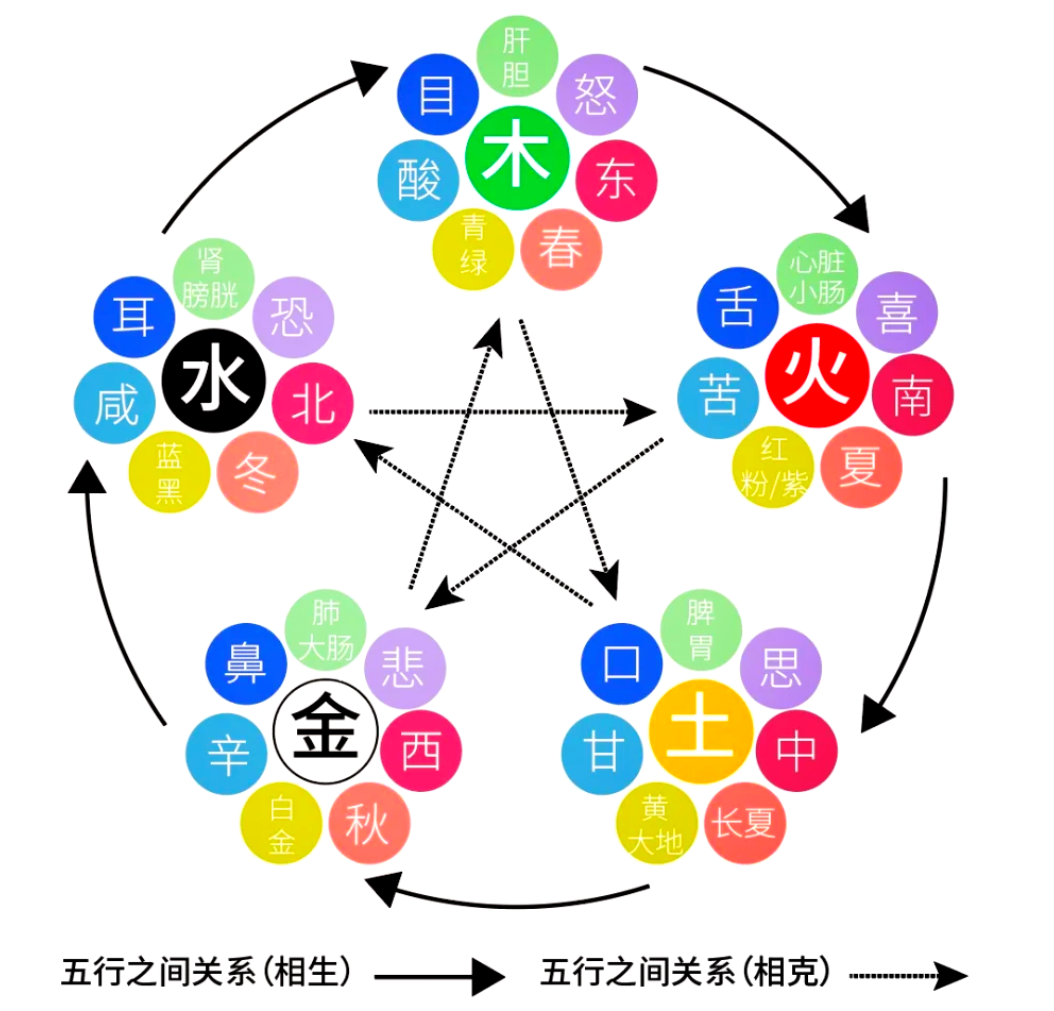 肝
胆
目
怒
木
酸
东
青
绿
春
肾
膀胱
耳
恐
水
咸
北
蓝
黑
冬
心脏
小肠
舌
喜
火
苦
南
红
粉/紫
夏
肺
大肠
鼻
悲
金
辛
西
白
金
秋
脾
胃
口
思
土
甘
中
黄
大地
长夏
五行之间关系(相生)
五行之间关系(相克)